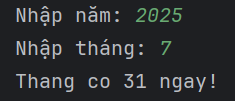 Nhập năm: 2025
Nhập tháng: 7
Thang co 31 ngay!